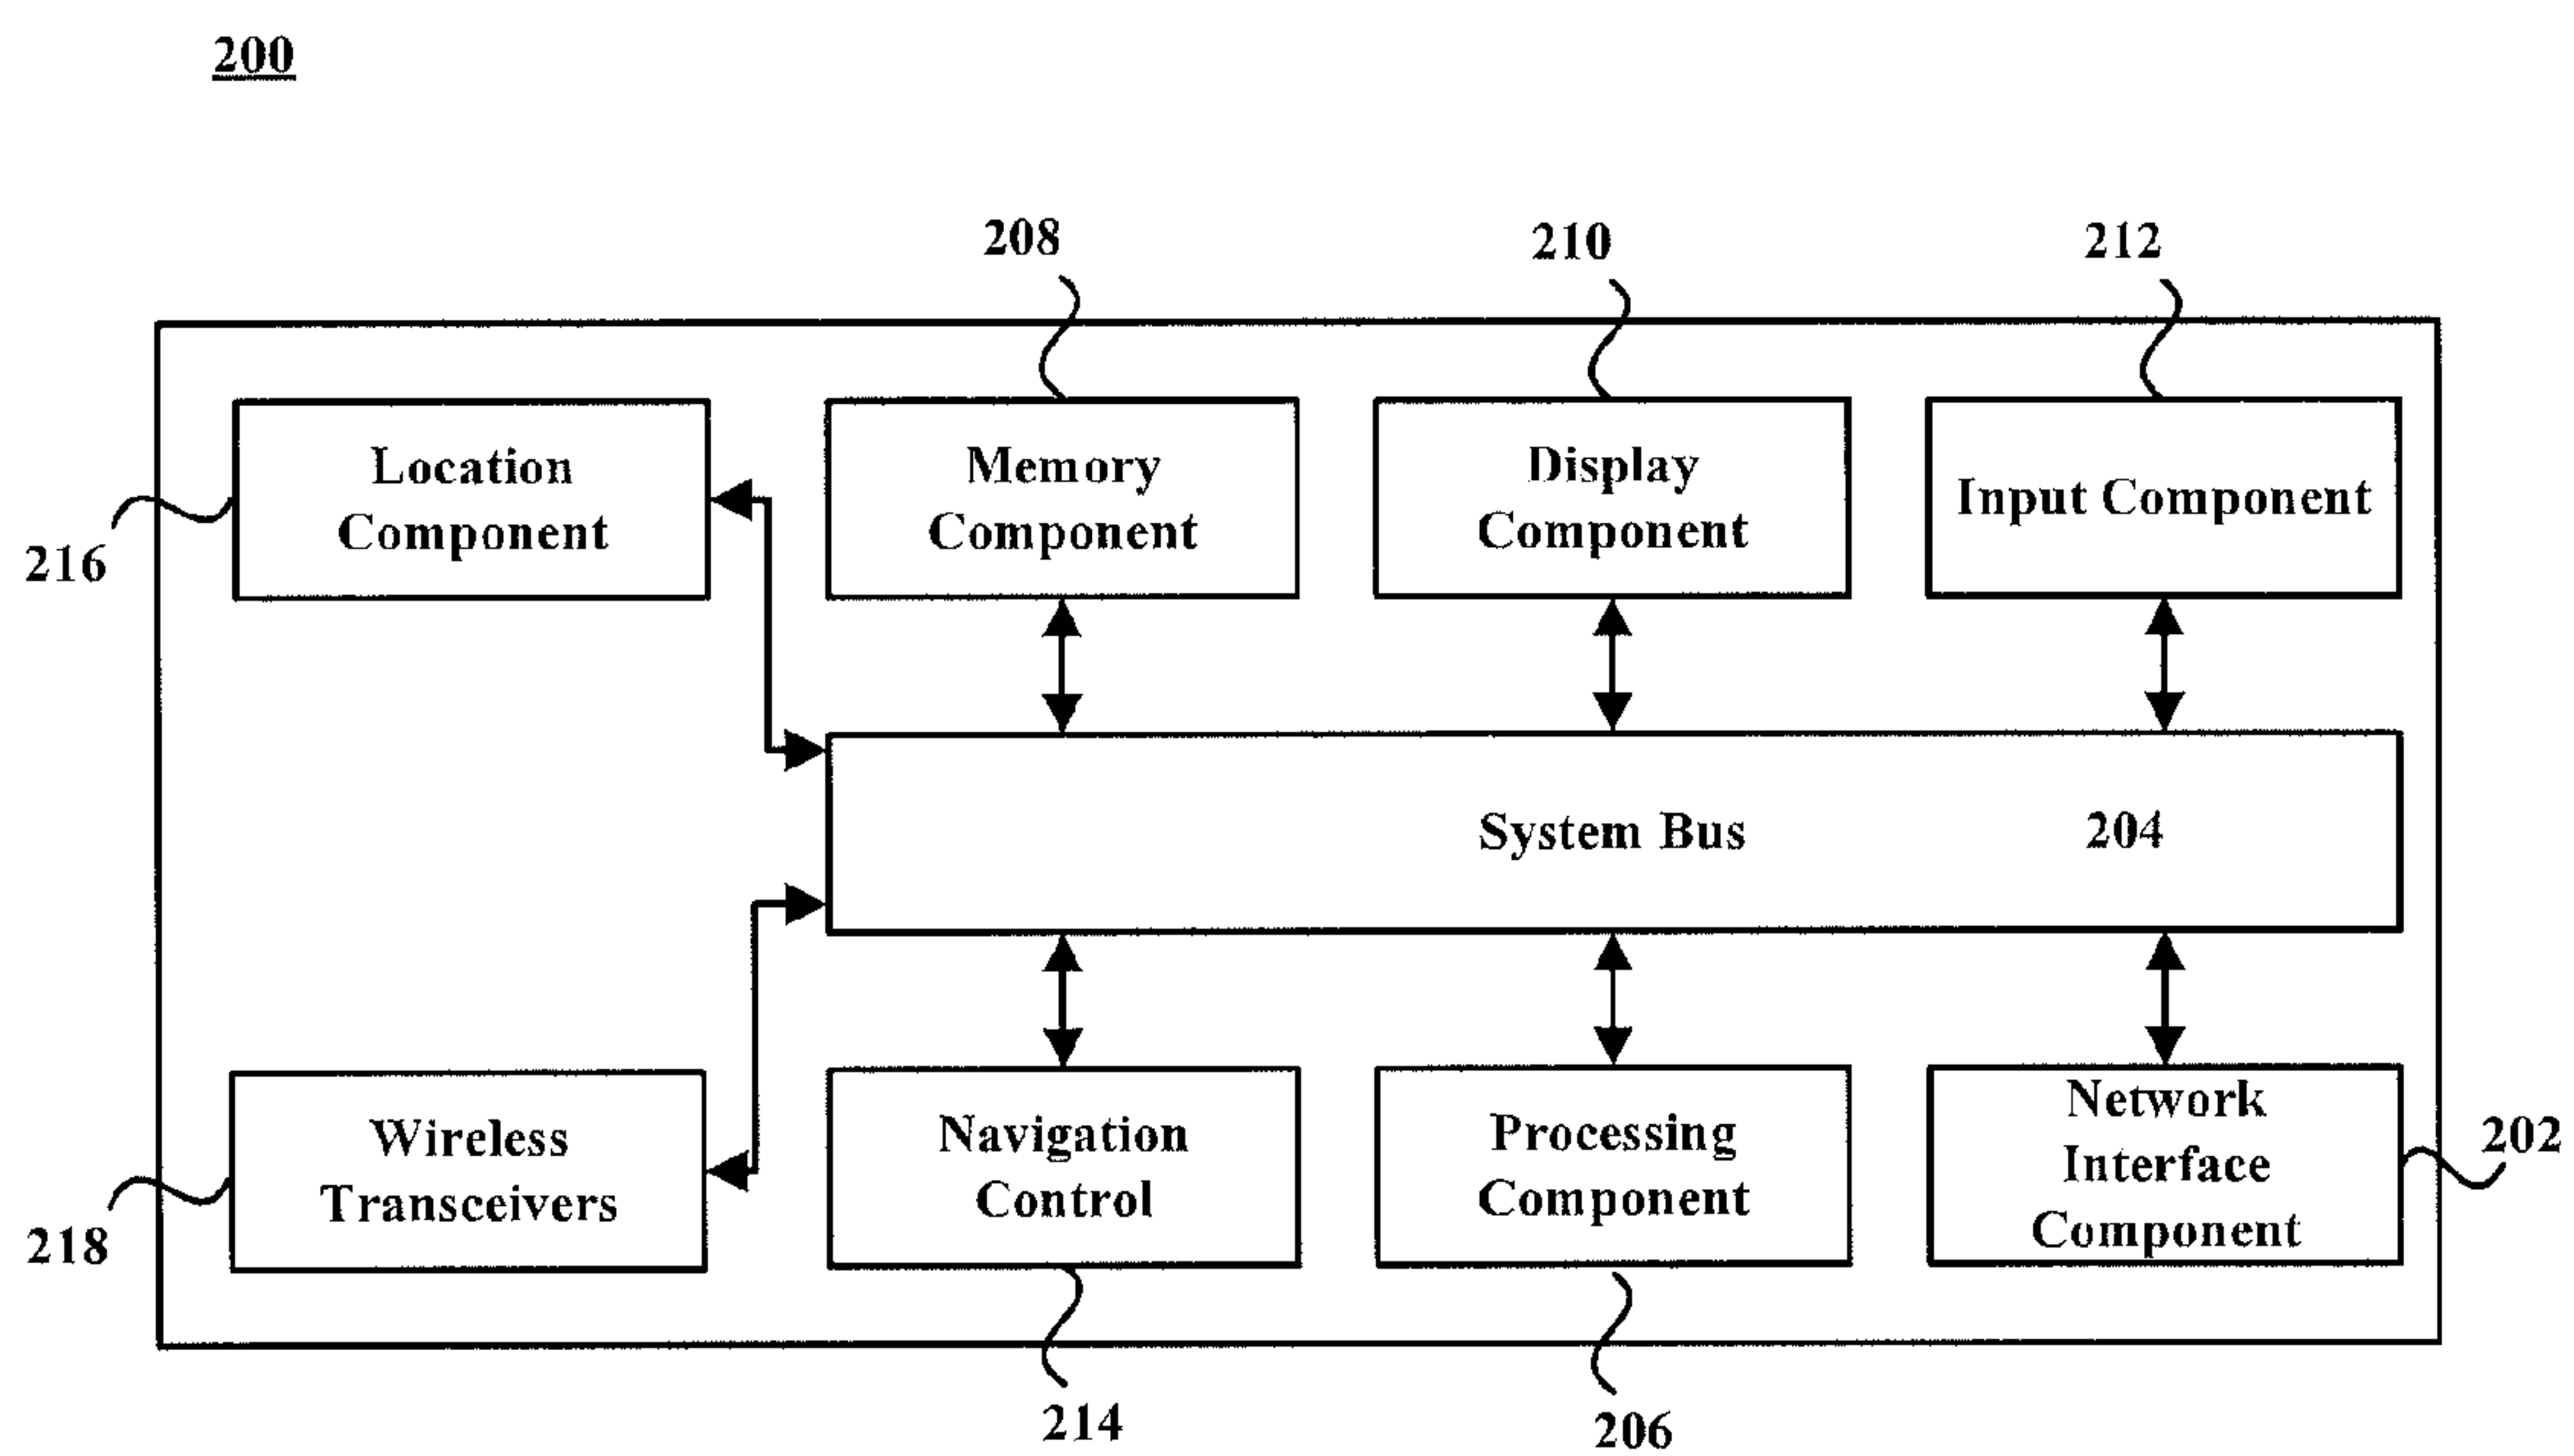 200
208
210
212
Location
Component
Memory
Component
Display
Component
Input Component
216
System Bus
204
Wireless
Transceivers
Navigation
Control
Processing
Component
Network
Interface
Component
202
218
214
206